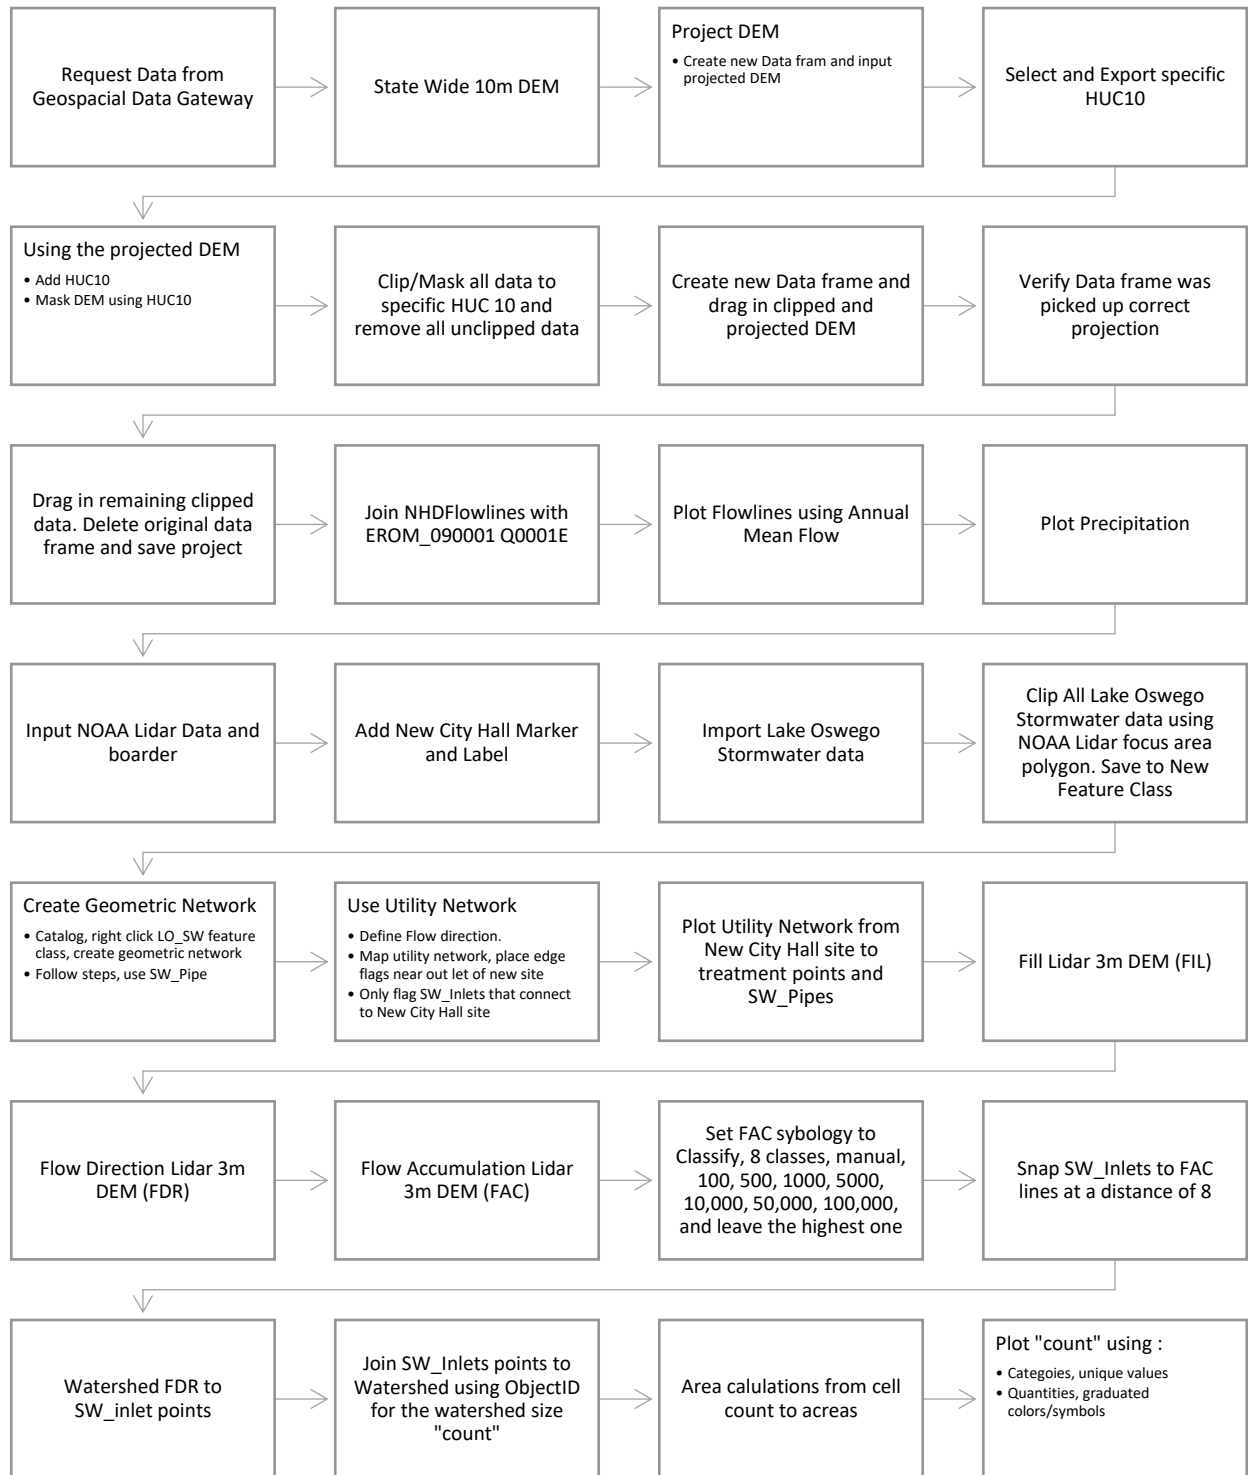 Request Data from
Geospacial Data Gateway
State Wide 10m DEM
Project DEM
• Create new Data fram and input
projected DEM
Select and Export specific
HUC10
Using the projected DEM
• Add HUC10
• Mask DEM using HUC10
Clip/Mask all data to
specific HUC 10 and
remove all unclipped data
Create new Data frame and
drag in clipped and
projected DEM
Verify Data frame was
picked up correct
projection
Drag in remaining clipped
data. Delete original data
frame and save project
Join NHDFlowlines with
EROM_090001 Q0001E
Plot Flowlines using Annual
Mean Flow
Plot Precipitation
Input NOAA Lidar Data and
boarder
Add New City Hall Marker
and Label
Import Lake Oswego
Stormwater data
Clip All Lake Oswego
Stormwater data using
NOAA Lidar focus area
polygon. Save to New
Feature Class
Create Geometric Network
• Catalog, right click LO_SW feature
class, create geometric network
• Follow steps, use SW_Pipe
Use Utility Network
• Define Flow direction.
• Map utility network, place edge
flags near out let of new site
• Only flag SW_Inlets that connect
to New City Hall site
Plot Utility Network from
New City Hall site to
treatment points and
SW_Pipes
Fill Lidar 3m DEM (FIL)
Flow Direction Lidar 3m
DEM (FDR)
Flow Accumulation Lidar
3m DEM (FAC)
Set FAC sybology to
Classify, 8 classes, manual,
100, 500, 1000, 5000,
10,000, 50,000, 100,000,
and leave the highest one
Snap SW_Inlets to FAC
lines at a distance of 8
Watershed FDR to
SW_inlet points
Join SW_Inlets points to
Watershed using ObjectID
for the watershed size
"count"
Area calulations from cell
count to acreas
Plot "count" using :
• Categoies, unique values
• Quantities, graduated
colors/symbols